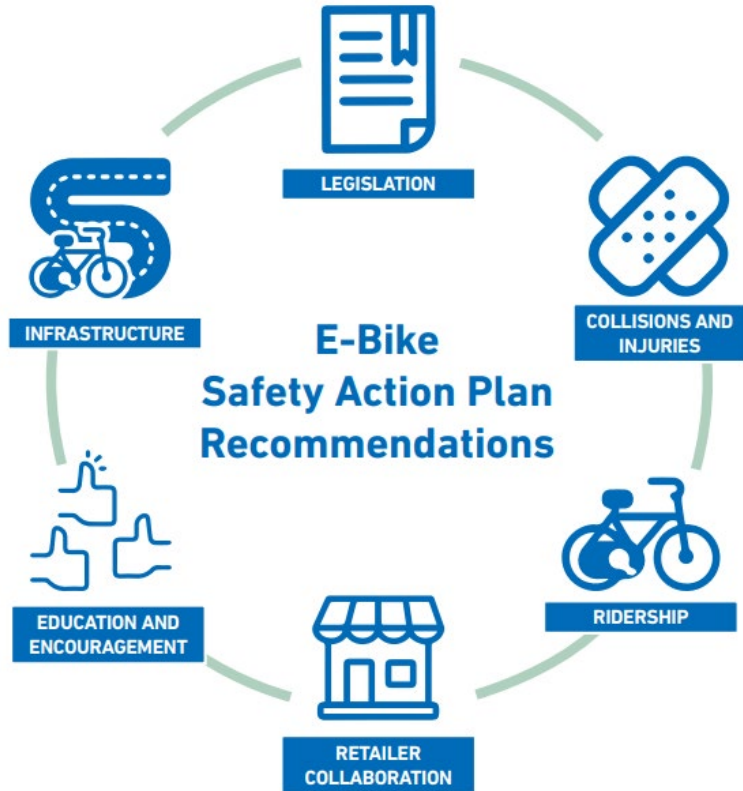 LEGISLATION
COLLISIONS AND
INJURIES
RIDERSHIP
RETAILER
COLLABORATION
EDUCATION AND
ENCOURAGEMENT
INFRASTRUCTURE
E-Bike
Safety Action Plan
Recommendations